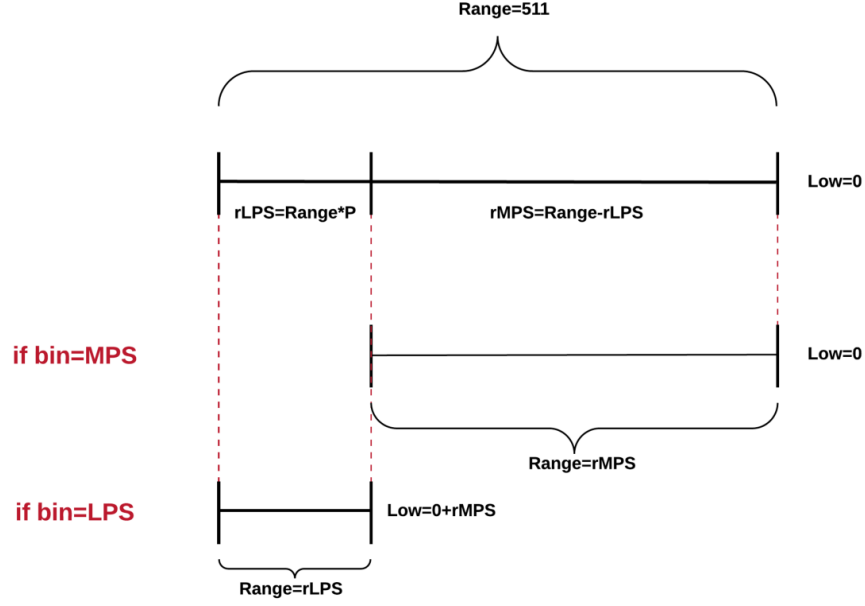 Range=511
Low=0
rLPS=Range*P
rMPS=Range-rLPS
if bin=MPS
Low=0
Range=rMPS
if bin=LPS
Low=0+rMPS
Range=rLPS